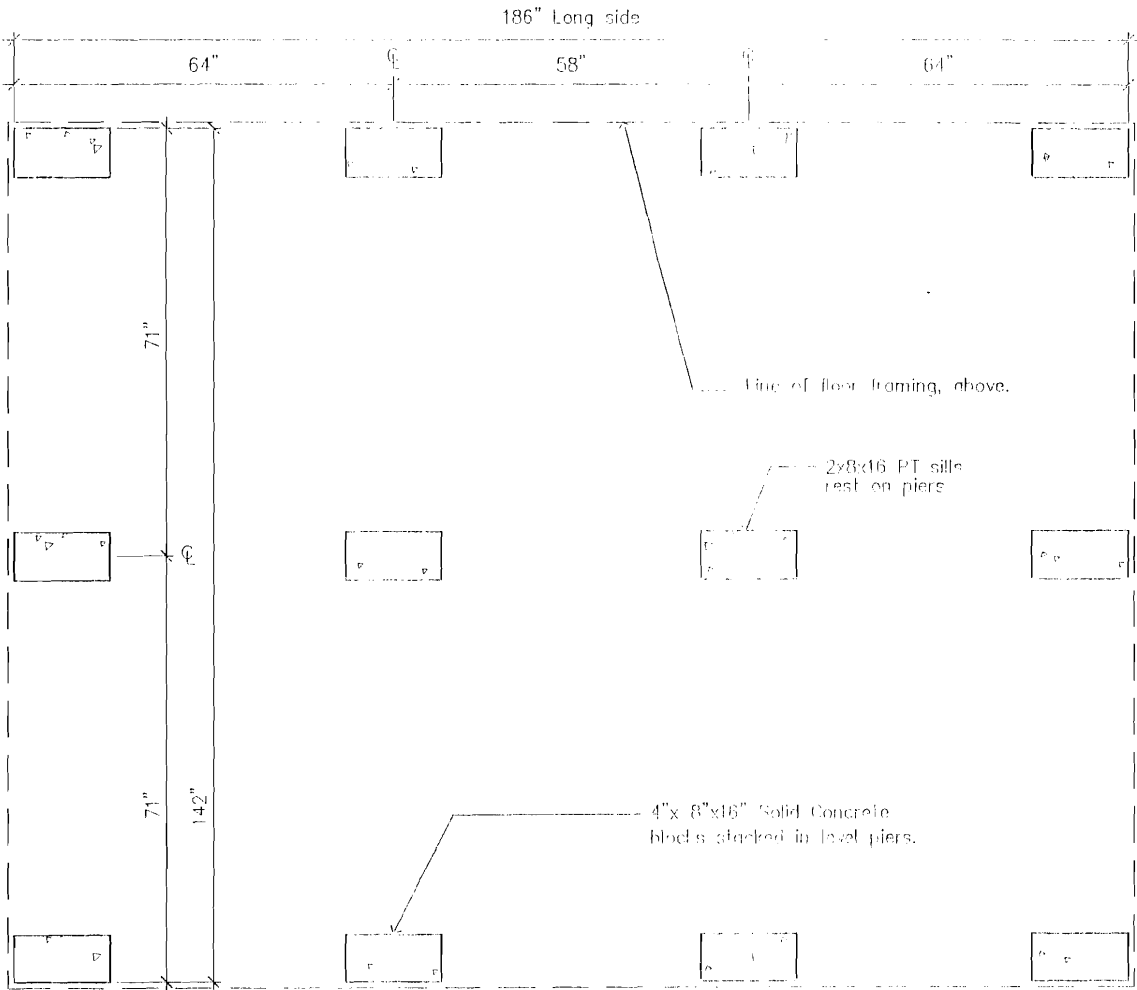 186" Long side
64"
℄
58"
℄
64"
71"
Line of floor framing, above.
2x8x16 PT sills
rest on piers
℄
71"
142"
4"x 8"x16" Solid Concrete
blocks stacked in level piers.